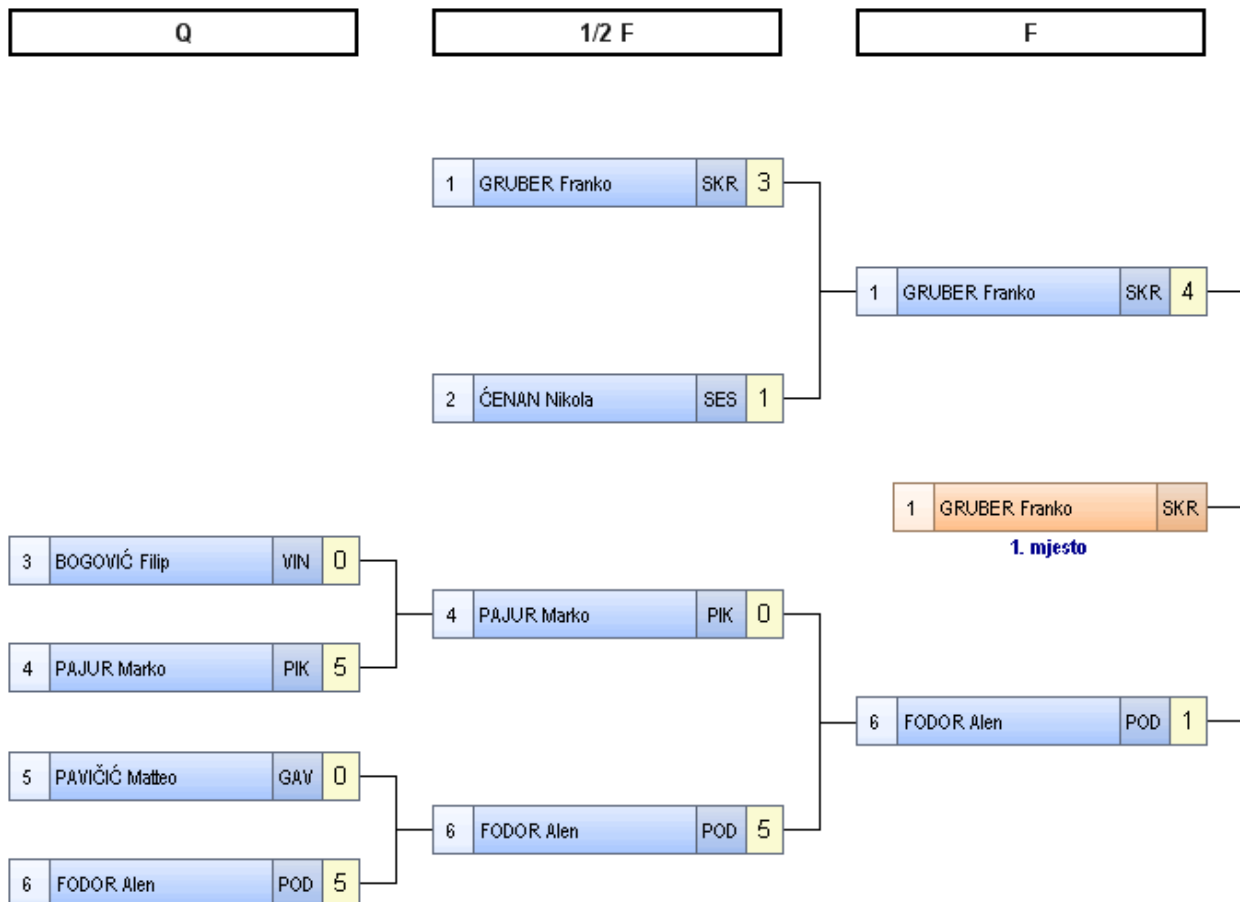 Q 1/2 F F
1 GRUBER Franko SKR 3
1 GRUBER Franko SKR 4
2 ĆENAN Nikola SES 1
1 GRUBER Franko SKR
1. mjesto
3 BOGOVIĆ Filip VIN 0
4 PAJUR Marko PIK 0
4 PAJUR Marko PIK 5
6 FODOR Alen POD 1
5 PAVIČIĆ Matteo GAV 0
6 FODOR Alen POD 5
6 FODOR Alen POD 5